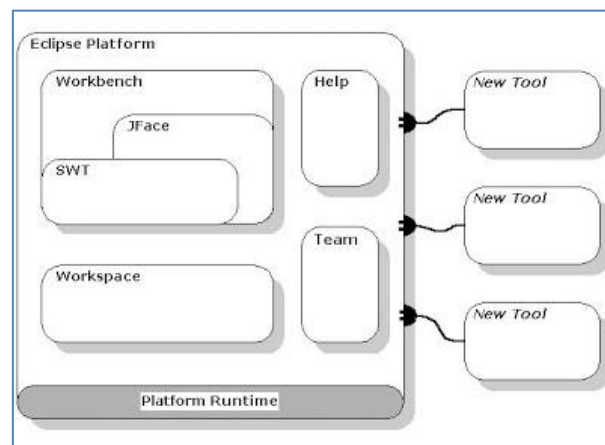 Eclipse Platform
Workbench
JFace
SWT
Workspace
Help
Team
Platform Runtime
New Tool
New Tool
New Tool